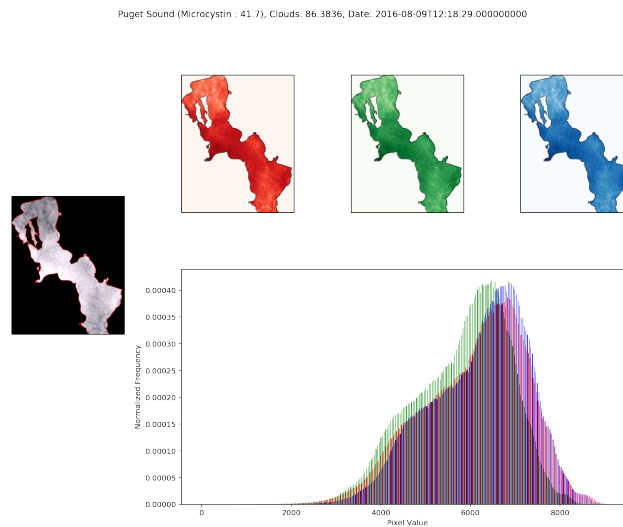 Puget Sound (Microcystin : 41.7), Clouds: 86.3836, Date: 2016-08-09T12:18:29.000000000
0.00040
0.00035
0.00030
0.00025
0.00020
0.00015
0.00010
0.00005
0.00000
Normalized Frequency
0 2000 4000 6000 8000
Pixel Value